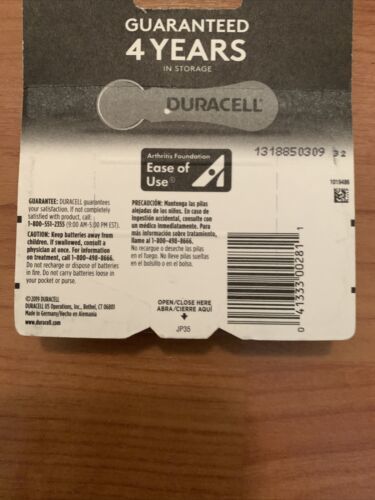 GUARANTEED
4 YEARS
IN STORAGE
DURACELL®
1318850309 32
Arthritis Foundation
Ease of
Use®
1019486
GUARANTEE: DURACELL guarantees
your satisfaction. If not completely
satisfied with product, call:
1-800-551-2355 (9:00 AM-5:00 PM EST).
CAUTION: Keep batteries away from
children. If swallowed, consult a
physician at once. For information
on treatment, call 1-800-498-8666.
Do not recharge or dispose of batteries
in fire. Do not carry batteries loose in
your pocket or purse.
PRECAUCIÓN: Mantenga las pilas
alejadas de los niños. En caso de
ingestión accidental, consulte con
un médico inmediatamente. Para
más información sobre tratamiento,
llame al 1-800-498-8666.
No recargue o deseche las pilas
en el fuego. No lleve pilas sueltas
en el bolsillo o en el bolso.
©2019 DURACELL
DURACELL US Operations, Inc., Bethel, CT 06801
Made in Germany/Hecho en Alemania
www.duracell.com
OPEN/CLOSE HERE
ABRA/CIERRE AQUÍ
JP35
0 41333 00281 1